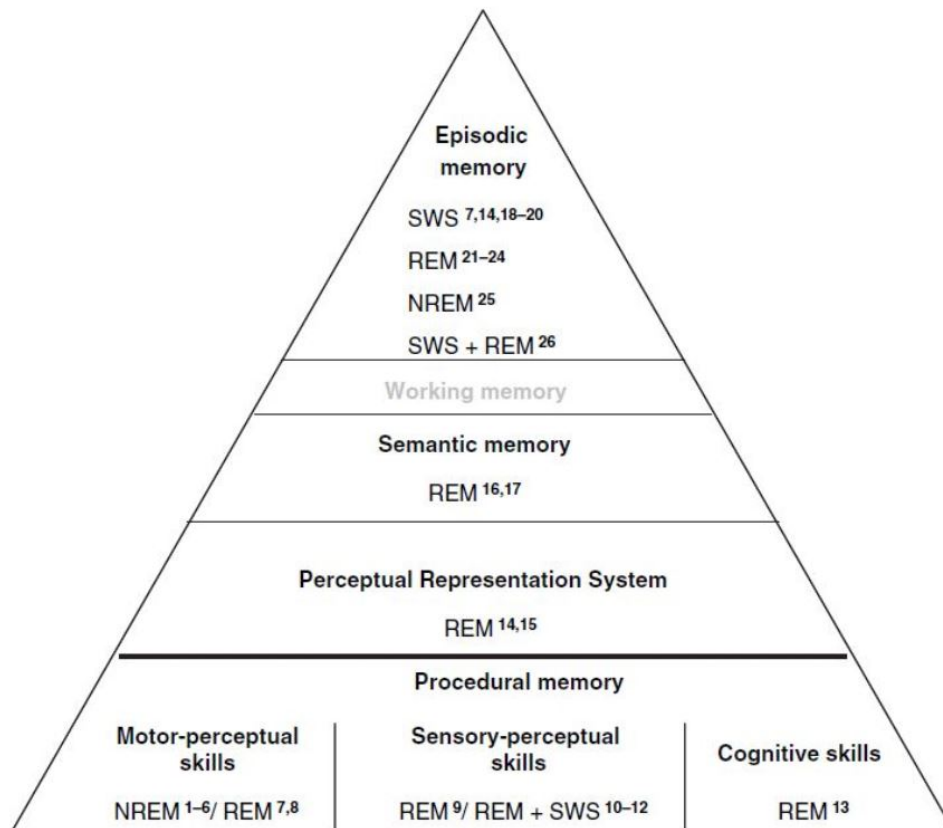 Episodic
memory
SWS 7,14,18–20
REM 21–24
NREM 25
SWS + REM 26
Working memory
Semantic memory
REM 16,17
Perceptual Representation System
REM 14,15
Procedural memory
Motor-perceptual
skills
NREM 1–6/ REM 7,8
Sensory-perceptual
skills
REM 9/ REM + SWS 10–12
Cognitive skills
REM 13